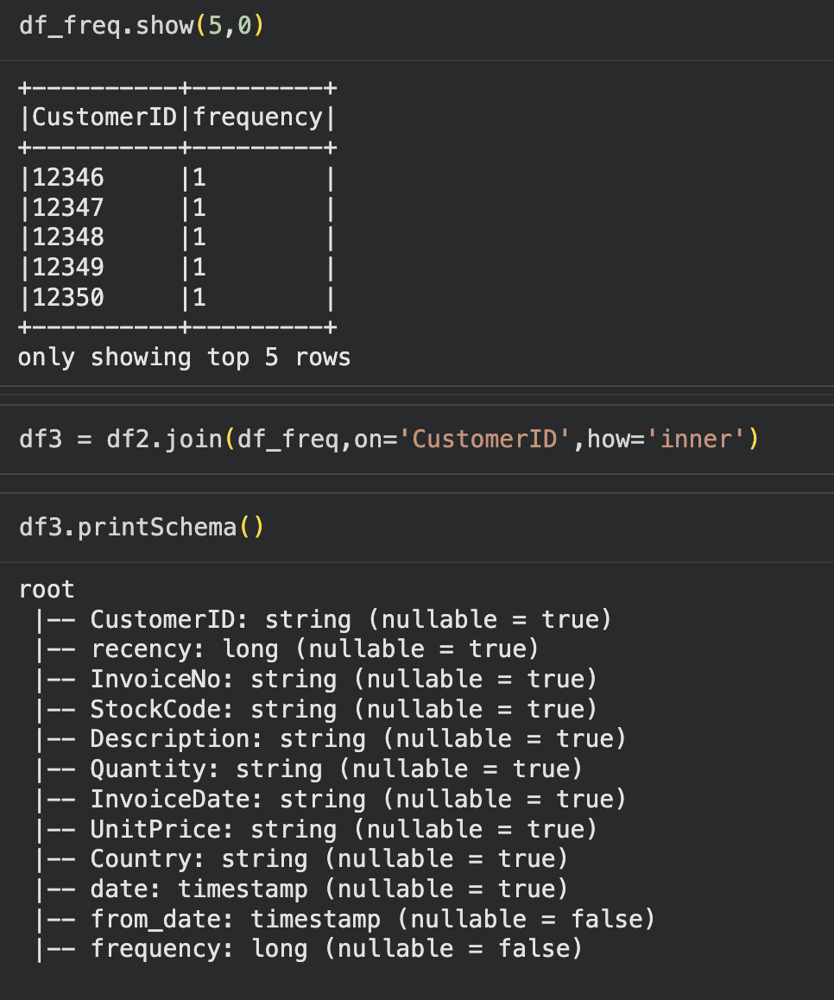 df_freq.show(5,0)
+----------+---------+
|CustomerID|frequency|
+----------+---------+
|12346     |1        |
|12347     |1        |
|12348     |1        |
|12349     |1        |
|12350     |1        |
+----------+---------+
only showing top 5 rows
df3 = df2.join(df_freq,on='CustomerID',how='inner')
df3.printSchema()
root
 |-- CustomerID: string (nullable = true)
 |-- recency: long (nullable = true)
 |-- InvoiceNo: string (nullable = true)
 |-- StockCode: string (nullable = true)
 |-- Description: string (nullable = true)
 |-- Quantity: string (nullable = true)
 |-- InvoiceDate: string (nullable = true)
 |-- UnitPrice: string (nullable = true)
 |-- Country: string (nullable = true)
 |-- date: timestamp (nullable = true)
 |-- from_date: timestamp (nullable = false)
 |-- frequency: long (nullable = false)